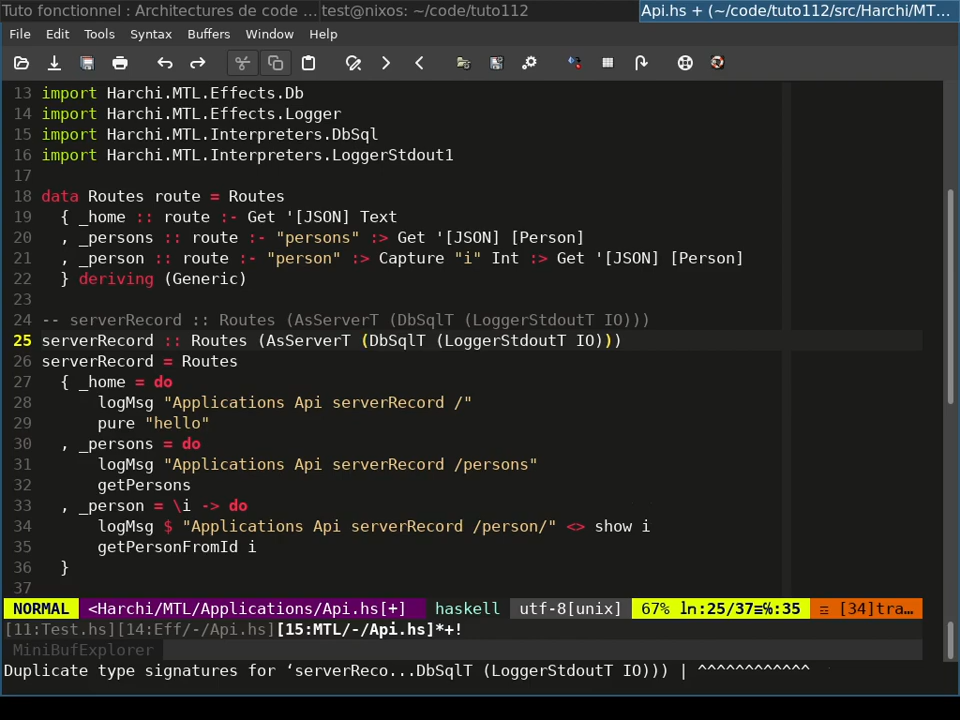 Tuto fonctionnel : Architectures de code ... test@nixos: ~/code/tuto112 Api.hs + (~/code/tuto112/src/Harchi/MT...
File Edit Tools Syntax Buffers Window Help
13 import Harchi.MTL.Effects.Db
14 import Harchi.MTL.Effects.Logger
15 import Harchi.MTL.Interpreters.DbSql
16 import Harchi.MTL.Interpreters.LoggerStdout1
17
18 data Routes route = Routes
19   { _home :: route :- Get '[JSON] Text
20   , _persons :: route :- "persons" :> Get '[JSON] [Person]
21   , _person :: route :- "person" :> Capture "i" Int :> Get '[JSON] [Person]
22   } deriving (Generic)
23
24 -- serverRecord :: Routes (AsServerT (DbSqlT (LoggerStdoutT IO)))
25 serverRecord :: Routes (AsServerT (DbSqlT (LoggerStdoutT IO)))
26 serverRecord = Routes
27   { _home = do
28       logMsg "Applications Api serverRecord /"
29       pure "hello"
30   , _persons = do
31       logMsg "Applications Api serverRecord /persons"
32       getPersons
33   , _person = \i -> do
34       logMsg $ "Applications Api serverRecord /person/" <> show i
35       getPersonFromId i
36   }
37
NORMAL <Harchi/MTL/Applications/Api.hs[+] haskell utf-8[unix] 67% ln:25/37≡℅:35 ☲ [34]tra...
[11:Test.hs][14:Eff/-/Api.hs][15:MTL/-/Api.hs]*+!
MiniBufExplorer
Duplicate type signatures for ‘serverReco...DbSqlT (LoggerStdoutT IO))) | ^^^^^^^^^^^^